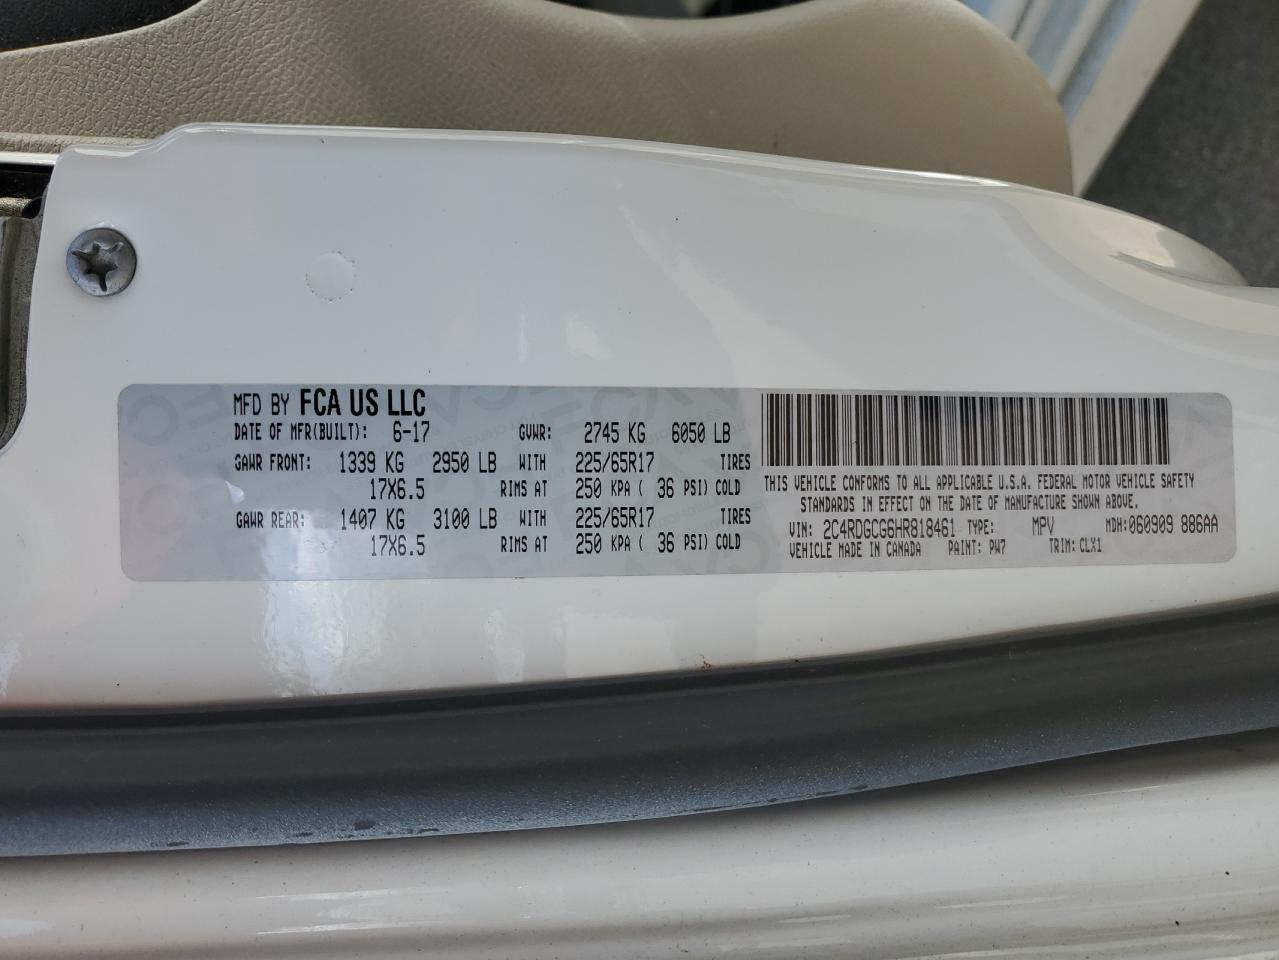 MFD BY FCA US LLC
DATE OF MFR(BUILT): 6-17 GVWR: 2745 KG 6050 LB
GAWR FRONT: 1339 KG 2950 LB WITH 225/65R17 TIRES
17X6.5 RIMS AT 250 KPA ( 36 PSI) COLD
GAWR REAR: 1407 KG 3100 LB WITH 225/65R17 TIRES
17X6.5 RIMS AT 250 KPA ( 36 PSI) COLD
THIS VEHICLE CONFORMS TO ALL APPLICABLE U.S.A. FEDERAL MOTOR VEHICLE SAFETY
STANDARDS IN EFFECT ON THE DATE OF MANUFACTURE SHOWN ABOVE.
VIN: 2C4RDGCG6HR818461 TYPE: MPV MDH:060909 886AA
VEHICLE MADE IN CANADA PAINT: PW7 TRIM: CLX1